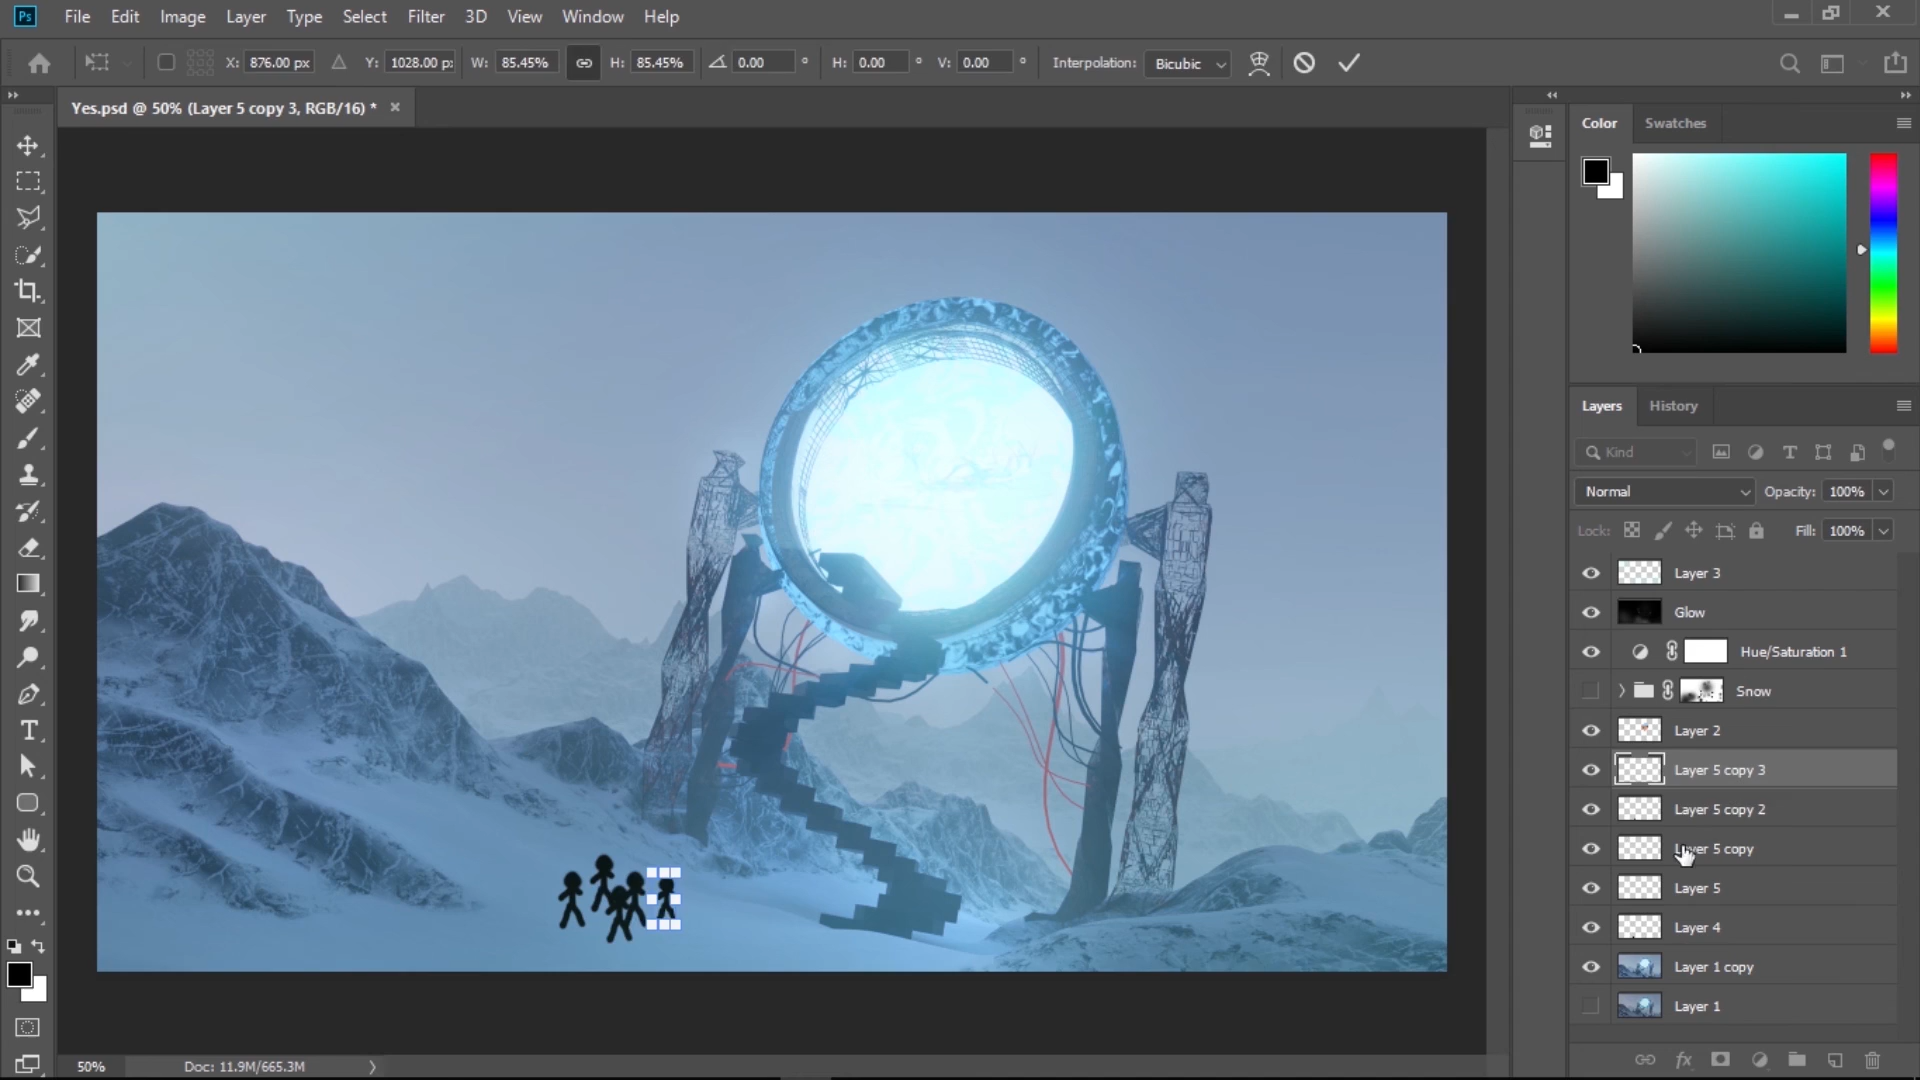 Ps File Edit Image Layer Type Select Filter 3D View Window Help
X: 876.00 px Y: 1028.00 p W: 85.45% H: 85.45% 0.00 ° H: 0.00 ° V: 0.00 ° Interpolation: Bicubic
Yes.psd @ 50% (Layer 5 copy 3, RGB/16) * ×
Color Swatches
Layers History
Kind
Normal Opacity: 100%
Lock: Fill: 100%
Layer 3
Glow
Hue/Saturation 1
Snow
Layer 2
Layer 5 copy 3
Layer 5 copy 2
Layer 5 copy
Layer 5
Layer 4
Layer 1 copy
Layer 1
50% Doc: 11.9M/665.3M